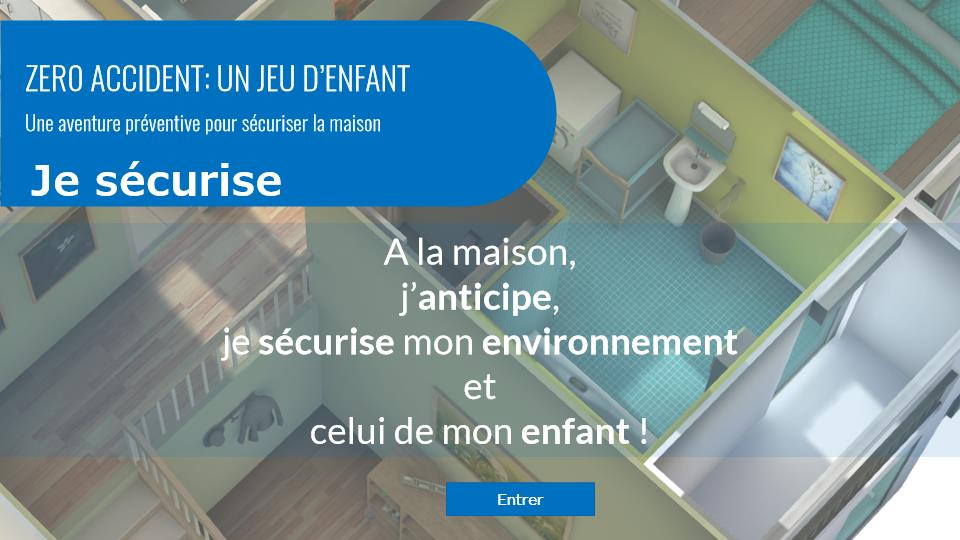 ZERO ACCIDENT: UN JEU D’ENFANT
Une aventure préventive pour sécuriser la maison
Je sécurise
A la maison,
j’anticipe,
je sécurise mon environnement
et
celui de mon enfant !
Entrer